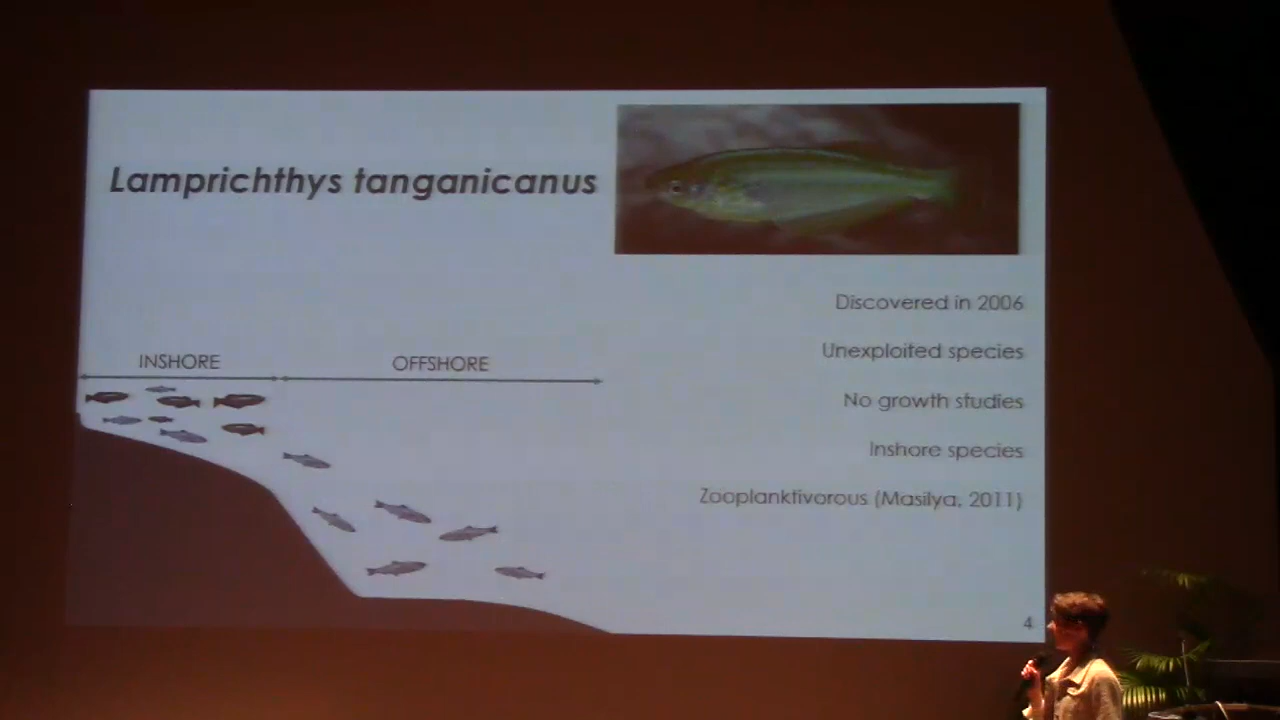 Lamprichthys tanganicanus
Discovered in 2006
Unexploited species
No growth studies
Inshore species
Zooplanktivorous (Masilya, 2011)
INSHORE
OFFSHORE
4